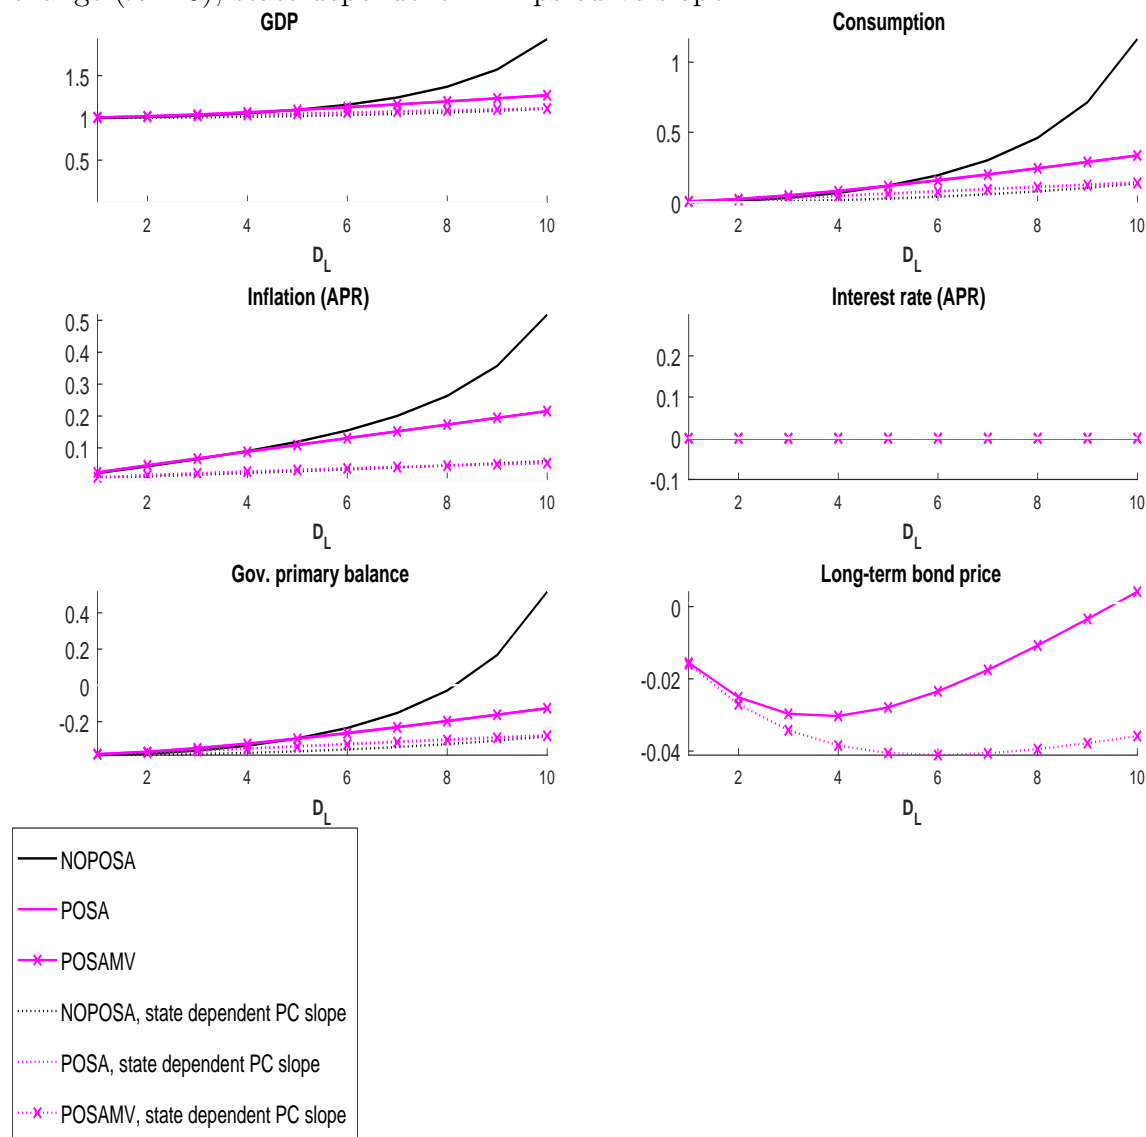 GDP
Consumption
1.5
1
0.5
2 4 6 8 10
D_L
1
0.5
0
2 4 6 8 10
D_L
Inflation (APR)
Interest rate (APR)
0.5
0.4
0.3
0.2
0.1
2 4 6 8 10
D_L
0.2
0.1
0
-0.1
2 4 6 8 10
D_L
Gov. primary balance
Long-term bond price
0.4
0.2
0
-0.2
2 4 6 8 10
D_L
0
-0.02
-0.04
2 4 6 8 10
D_L
NOPOSA
POSA
POSAMV
NOPOSA, state dependent PC slope
POSA, state dependent PC slope
POSAMV, state dependent PC slope